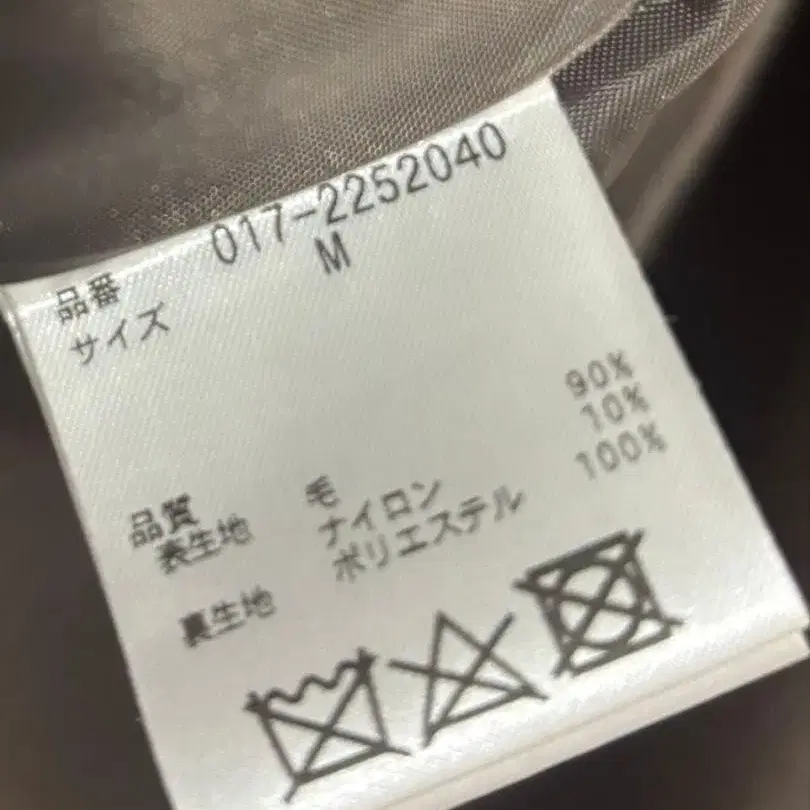 品番 017-2252040
サイズ M
品質
表生地 毛 90%
ナイロン 10%
裏生地 ポリエステル 100%